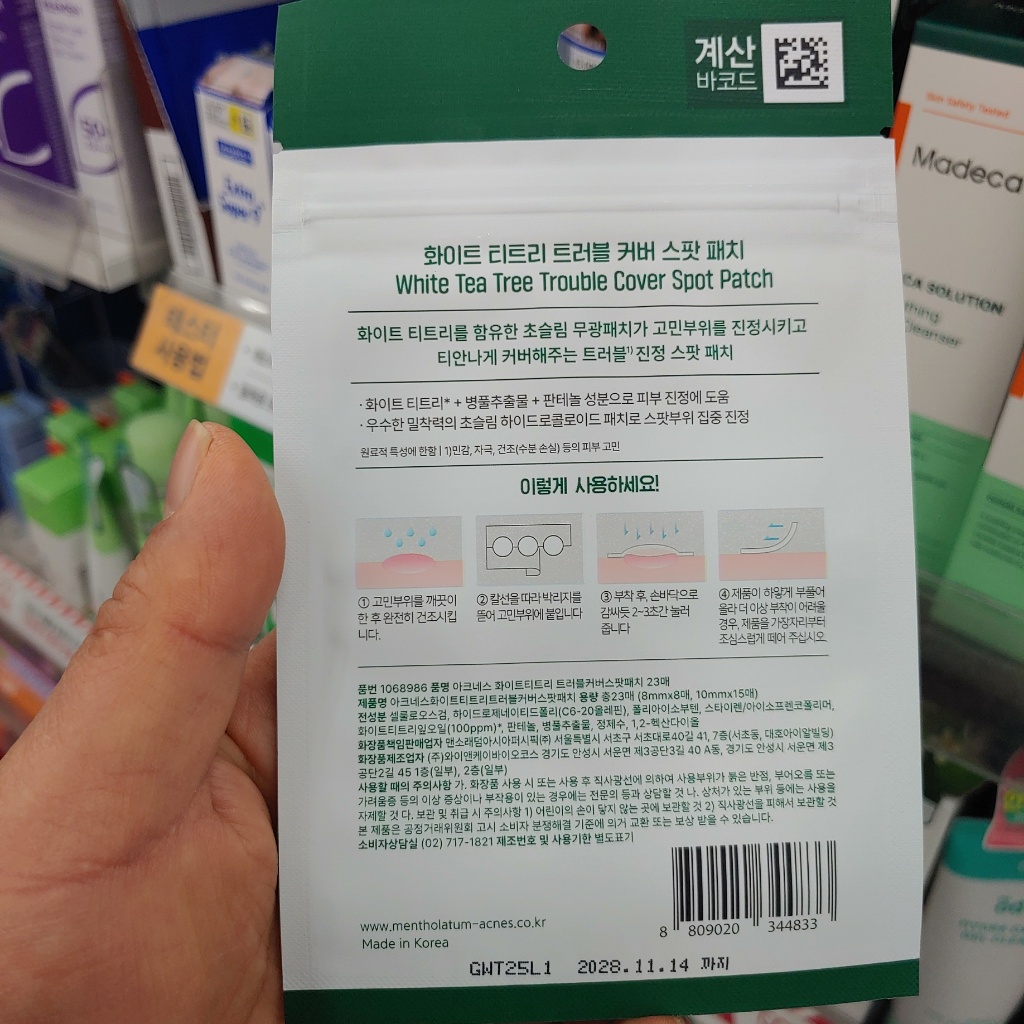 계산
바코드
화이트 티트리 트러블 커버 스팟 패치
White Tea Tree Trouble Cover Spot Patch
화이트 티트리를 함유한 초슬림 무광패치가 고민부위를 진정시키고
티안나게 커버해주는 트러블¹⁾ 진정 스팟 패치
· 화이트 티트리* + 병풀추출물 + 판테놀 성분으로 피부 진정에 도움
· 우수한 밀착력의 초슬림 하이드로콜로이드 패치로 스팟부위 집중 진정
원료적 특성에 한함 | 1)민감, 자극, 건조(수분 손실) 등의 피부 고민
이렇게 사용하세요!
① 고민부위를 깨끗이
한 후 완전히 건조시킵
니다.
② 칼선을 따라 박리지를
뜯어 고민부위에 붙입니다
③ 부착 후, 손바닥으로
감싸듯 2~3초간 눌러
줍니다
④ 제품이 하얗게 부풀어
올라 더 이상 부착이 어려울
경우, 제품을 가장자리부터
조심스럽게 떼어 주십시오.
품번 1068986 품명 아크네스 화이트티트리 트러블커버스팟패치 23매
제품명 아크네스화이트티트리트러블커버스팟패치 용량 총23매 (8mmx8매, 10mmx15매)
전성분 셀룰로오스검, 하이드로제네이티드폴리(C6-20올레핀), 폴리아이소부텐, 스타이렌/아이소프렌코폴리머,
화이트티트리잎오일(100ppm)*, 판테놀, 병풀추출물, 정제수, 1,2-헥산다이올
화장품책임판매업자 맨소래덤아시아퍼시픽(주) 서울특별시 서초구 서초대로40길 41, 7층(서초동, 대호아이알빌딩)
화장품제조업자 (주)와이앤케이바이오코스 경기도 안성시 서운면 제3공단3길 40 A동, 경기도 안성시 서운면 제3
공단2길 45 1층(일부), 2층(일부)
사용할 때의 주의사항 가. 화장품 사용 시 또는 사용 후 직사광선에 의하여 사용부위가 붉은 반점, 부어오름 또는
가려움증 등의 이상 증상이나 부작용이 있는 경우에는 전문의 등과 상담할 것 나. 상처가 있는 부위 등에는 사용을
자제할 것 다. 보관 및 취급 시 주의사항 1) 어린이의 손이 닿지 않는 곳에 보관할 것 2) 직사광선을 피해서 보관할 것
본 제품은 공정거래위원회 고시 소비자 분쟁해결 기준에 의거 교환 또는 보상 받을 수 있습니다.
소비자상담실 (02) 717-1821 제조번호 및 사용기한 별도표기
www.mentholatum-acnes.co.kr
Made in Korea
8 809020 344833
GWT25L1 2028.11.14 까지
테스터
사용법
Skin Safety Tested
Madeca
CA SOLUTION
Cleanser